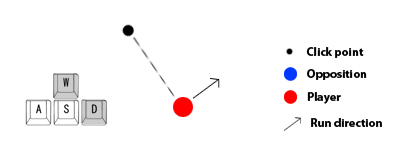 Click point
Opposition
W
Player
A S D
Run direction